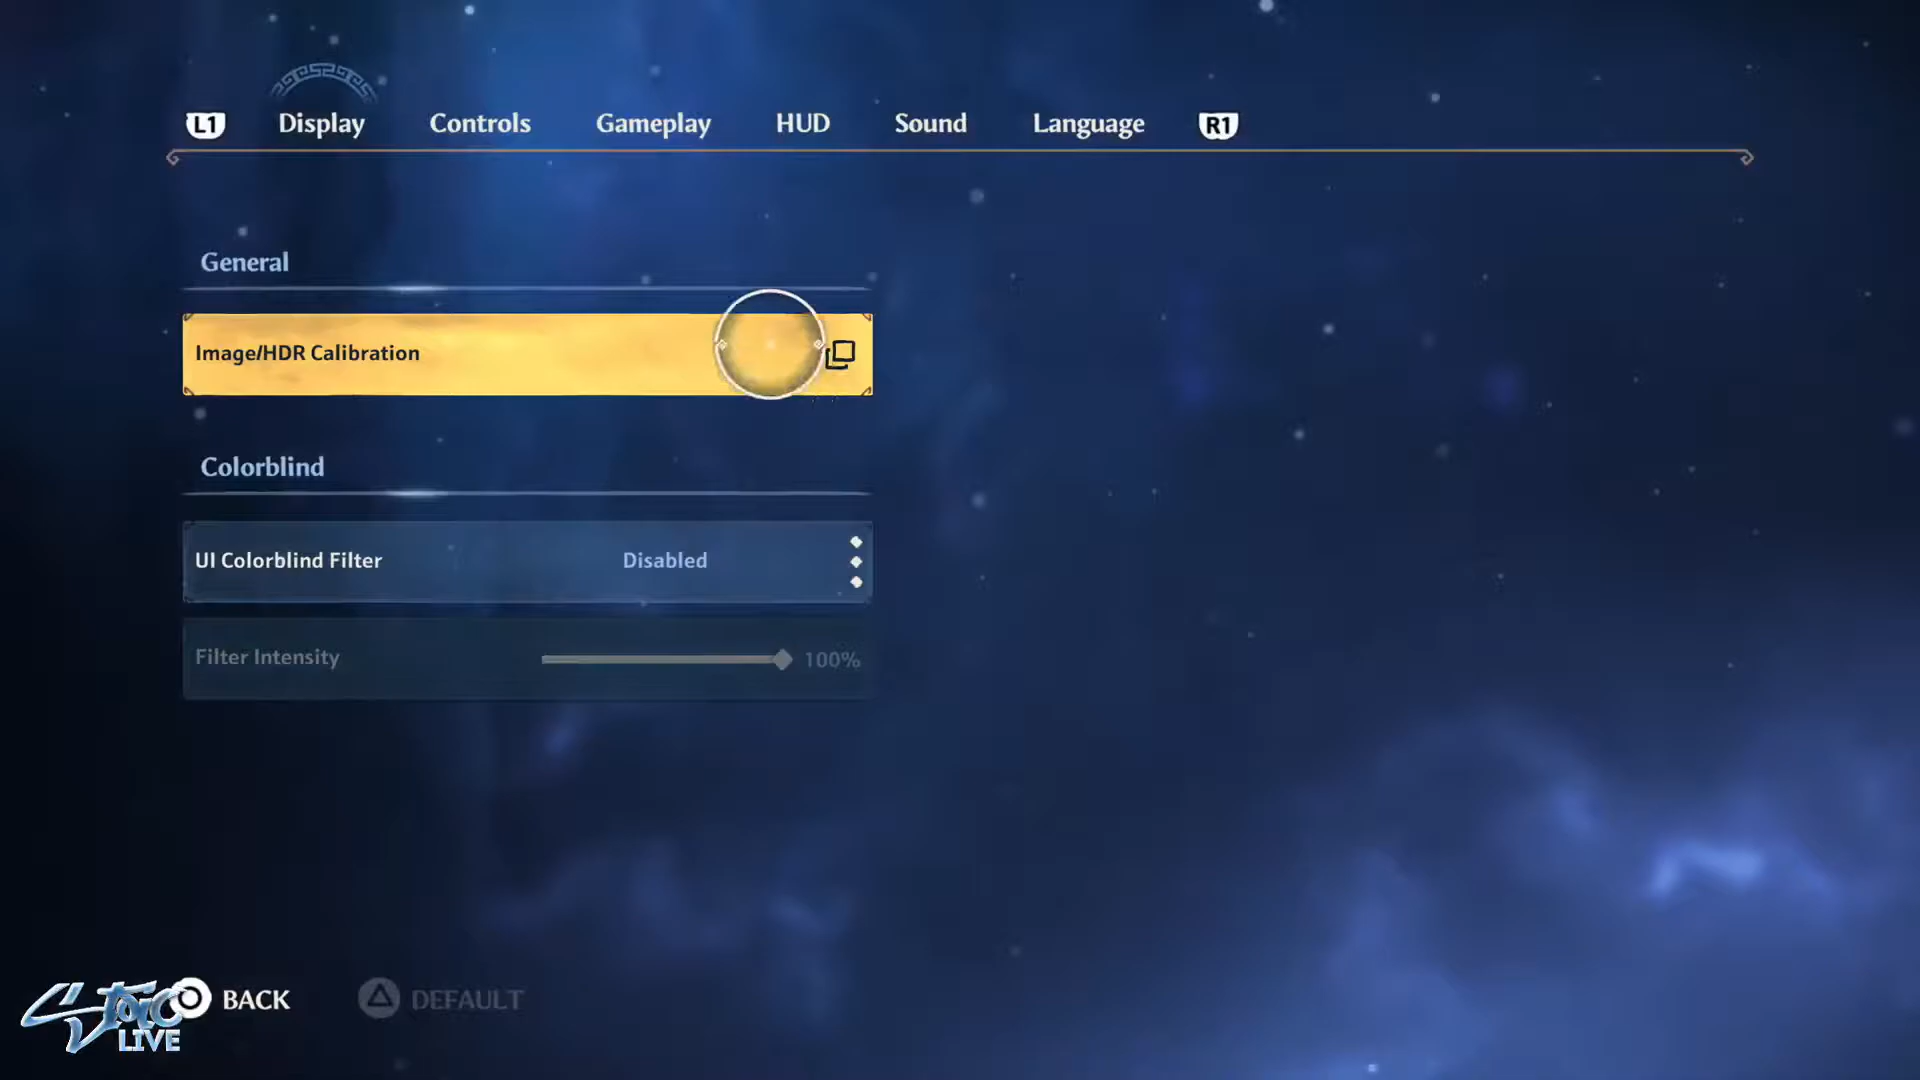 L1 Display Controls Gameplay HUD Sound Language R1
General
Image/HDR Calibration
Colorblind
UI Colorblind Filter Disabled
Filter Intensity 100%
BACK DEFAULT
Stoic
LIVE